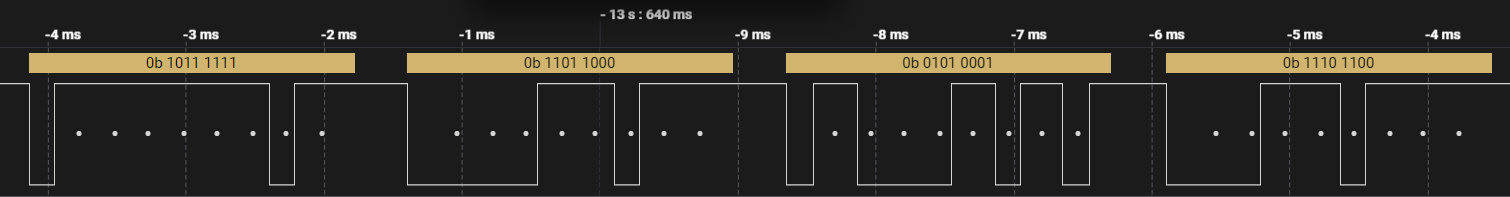 - 13 s : 640 ms
-4 ms -3 ms -2 ms -1 ms -9 ms -8 ms -7 ms -6 ms -5 ms -4 ms
0b 1011 1111 0b 1101 1000 0b 0101 0001 0b 1110 1100